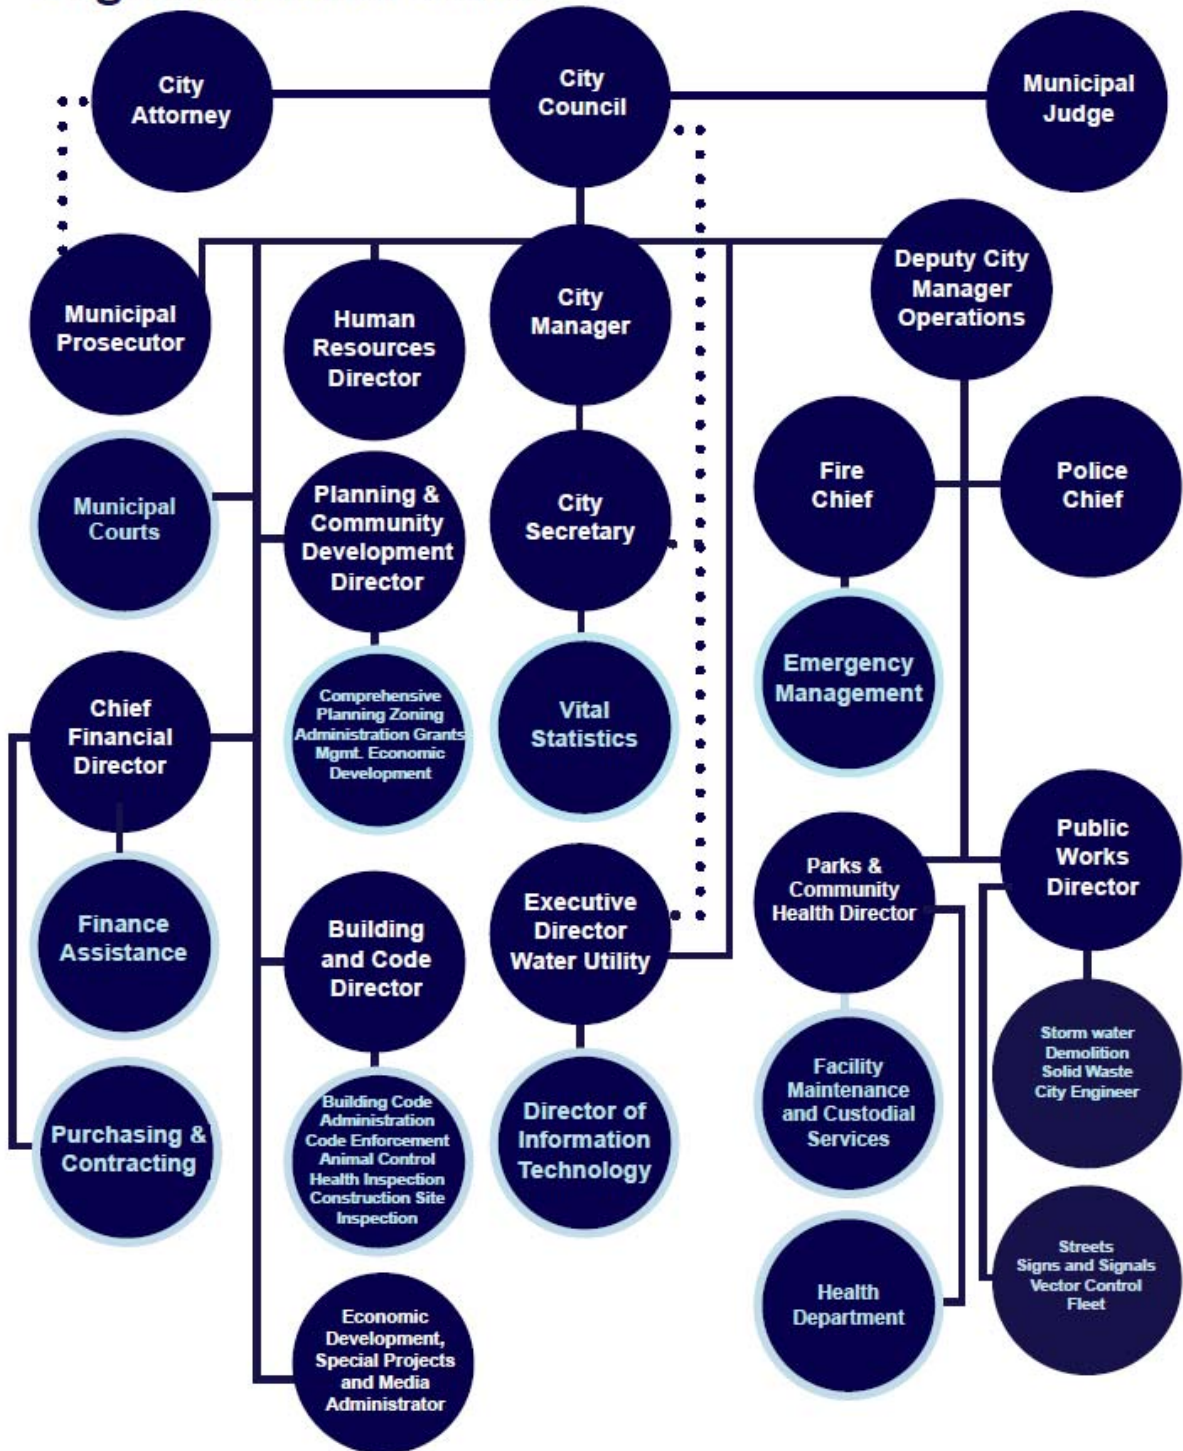 City
Attorney
City
Council
Municipal
Judge
Municipal
Prosecutor
Human
Resources
Director
City
Manager
Deputy City
Manager
Operations
Municipal
Courts
Planning &
Community
Development
Director
City
Secretary
Fire
Chief
Police
Chief
Chief
Financial
Director
Comprehensive
Planning Zoning
Administration Grants
Mgmt. Economic
Development
Vital
Statistics
Emergency
Management
Finance
Assistance
Building
and Code
Director
Executive
Director
Water Utility
Parks &
Community
Health Director
Public
Works
Director
Purchasing &
Contracting
Building Code
Administration
Code Enforcement
Animal Control
Health Inspection
Construction Site
Inspection
Director of
Information
Technology
Facility
Maintenance
and Custodial
Services
Storm water
Demolition
Solid Waste
City Engineer
Economic
Development,
Special Projects
and Media
Administrator
Health
Department
Streets
Signs and Signals
Vector Control
Fleet